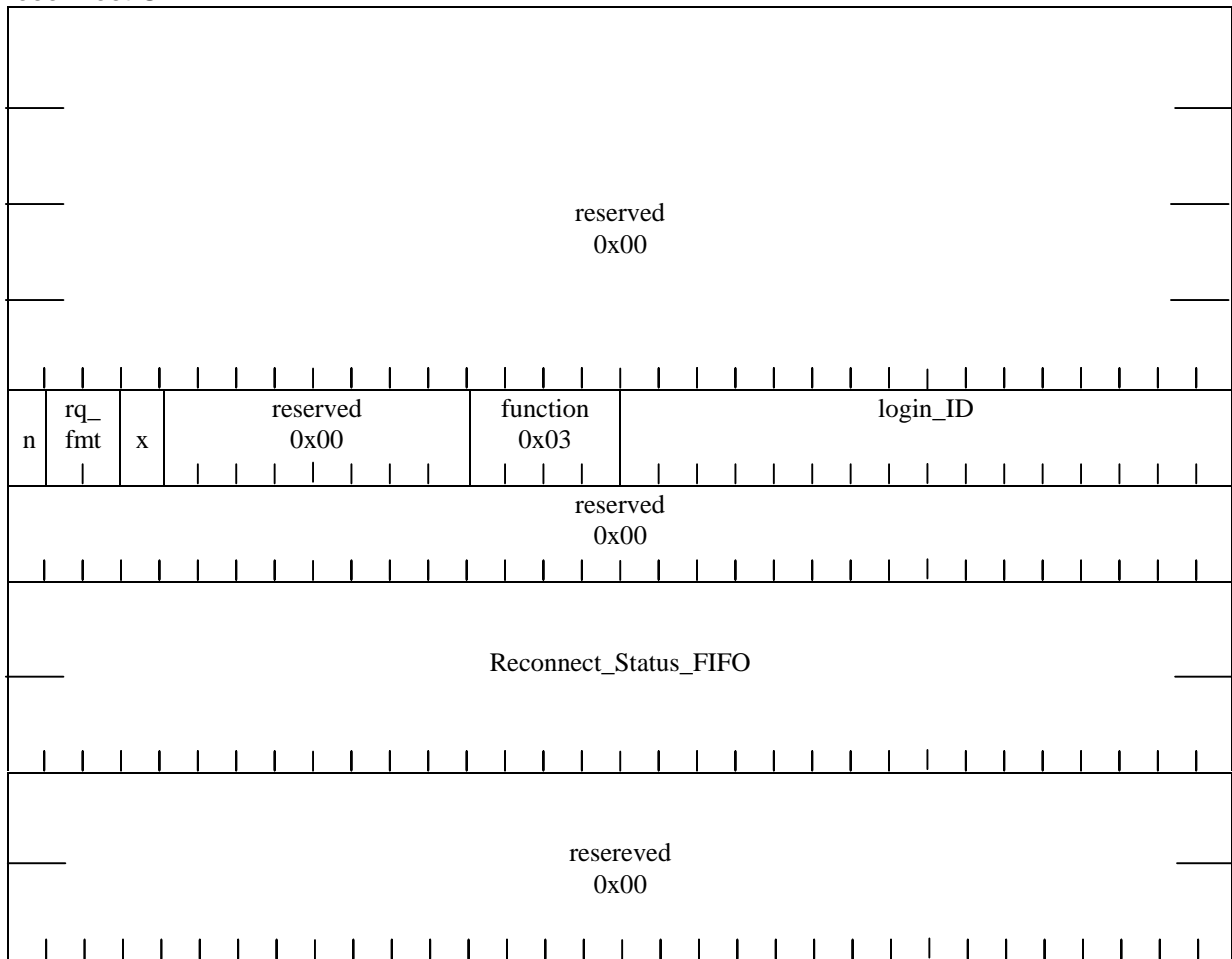 reserved
0x00
n
rq_
fmt
x
reserved
0x00
function
0x03
login_ID
reserved
0x00
Reconnect_Status_FIFO
resereved
0x00